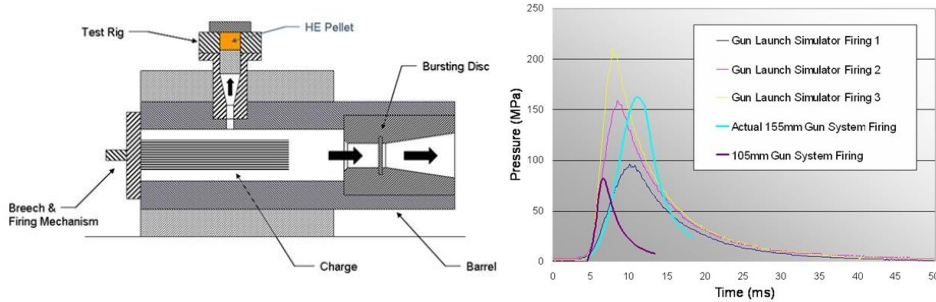 Test Rig
HE Pellet
Bursting Disc
Breech &
Firing Mechanism
Charge
Barrel
250
200
150
100
50
0
Pressure (MPa)
0
5
10
15
20
25
30
35
40
45
50
Time (ms)
Gun Launch Simulator Firing 1
Gun Launch Simulator Firing 2
Gun Launch Simulator Firing 3
Actual 155mm Gun System Firing
105mm Gun System Firing